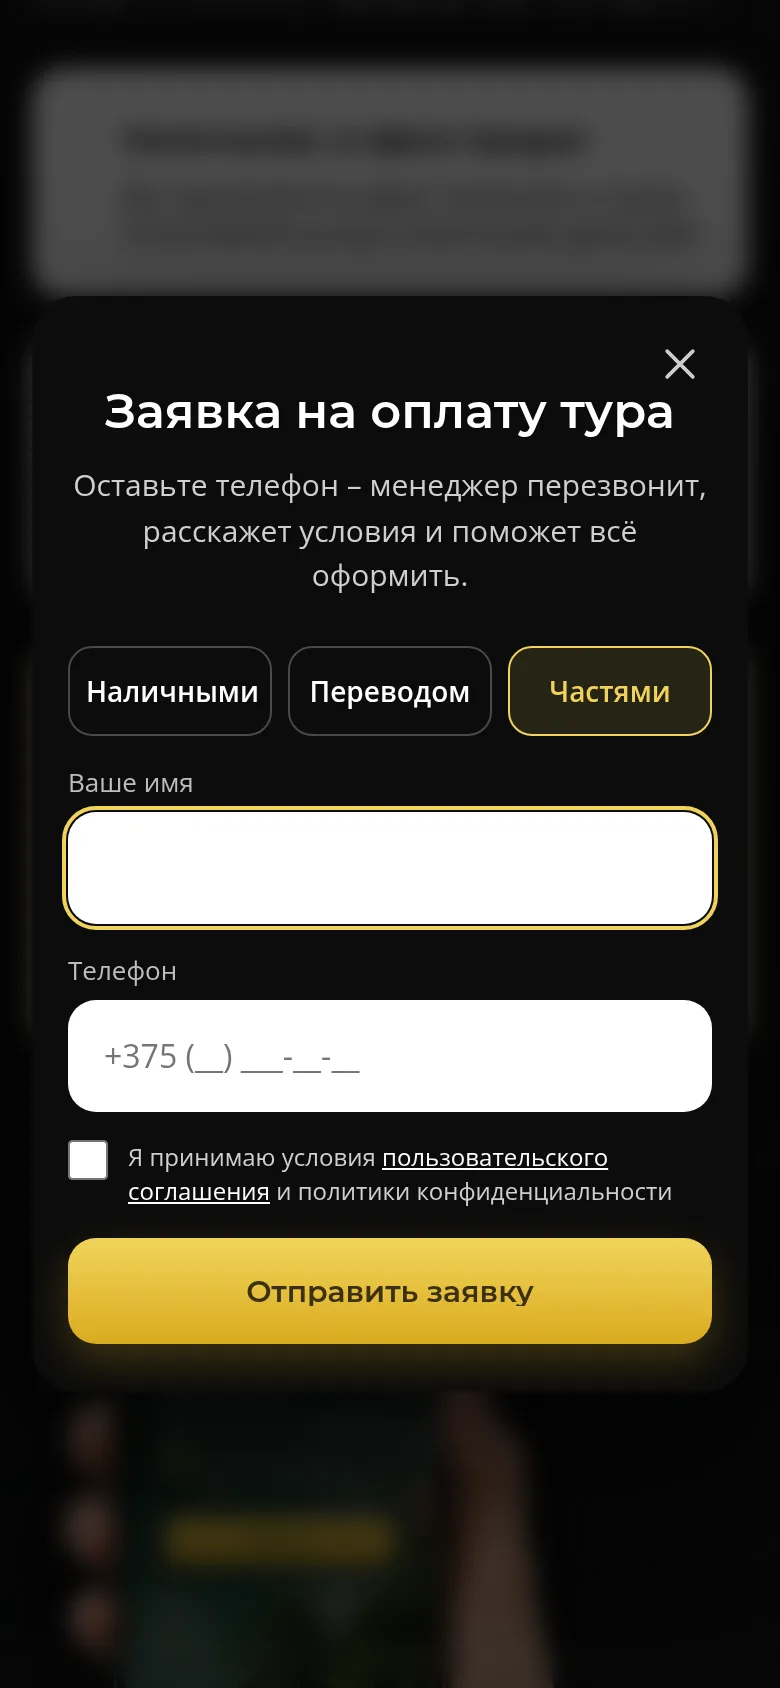 Заявка на оплату тура
Оставьте телефон – менеджер перезвонит,
расскажет условия и поможет всё
оформить.
Наличными
Переводом
Частями
Ваше имя
Телефон
+375 (__) ___-__-__
Я принимаю условия пользовательского
соглашения и политики конфиденциальности
Отправить заявку